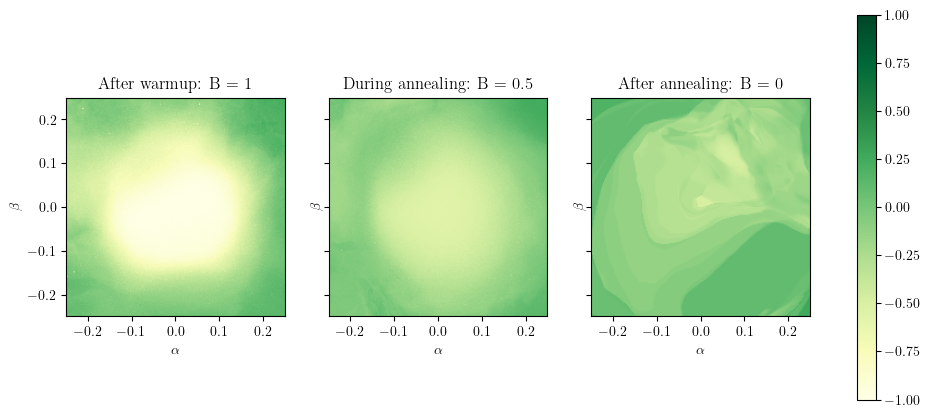 After warmup: B = 1
During annealing: B = 0.5
After annealing: B = 0
0.2
0.1
0.0
−0.1
−0.2
β
β
β
−0.2 −0.1 0.0 0.1 0.2
−0.2 −0.1 0.0 0.1 0.2
−0.2 −0.1 0.0 0.1 0.2
α
α
α
1.00
0.75
0.50
0.25
0.00
−0.25
−0.50
−0.75
−1.00